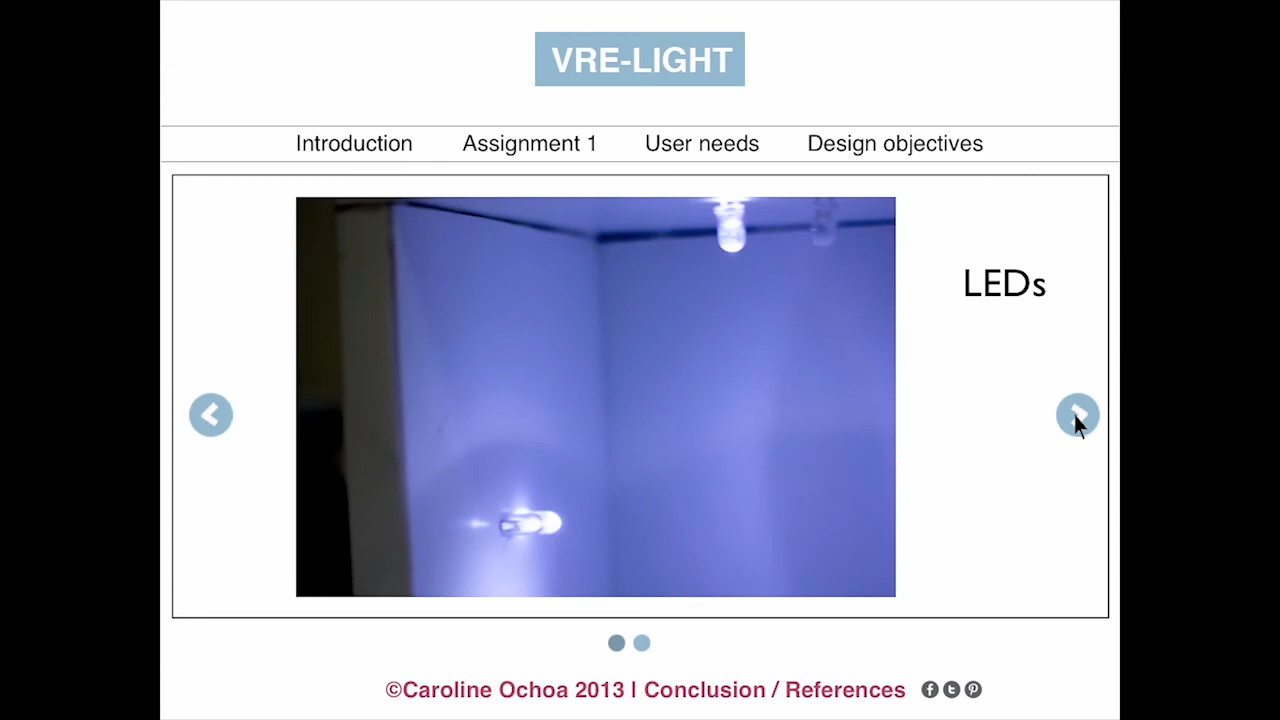 VRE-LIGHT
Introduction Assignment 1 User needs Design objectives
LEDs
©Caroline Ochoa 2013 | Conclusion / References